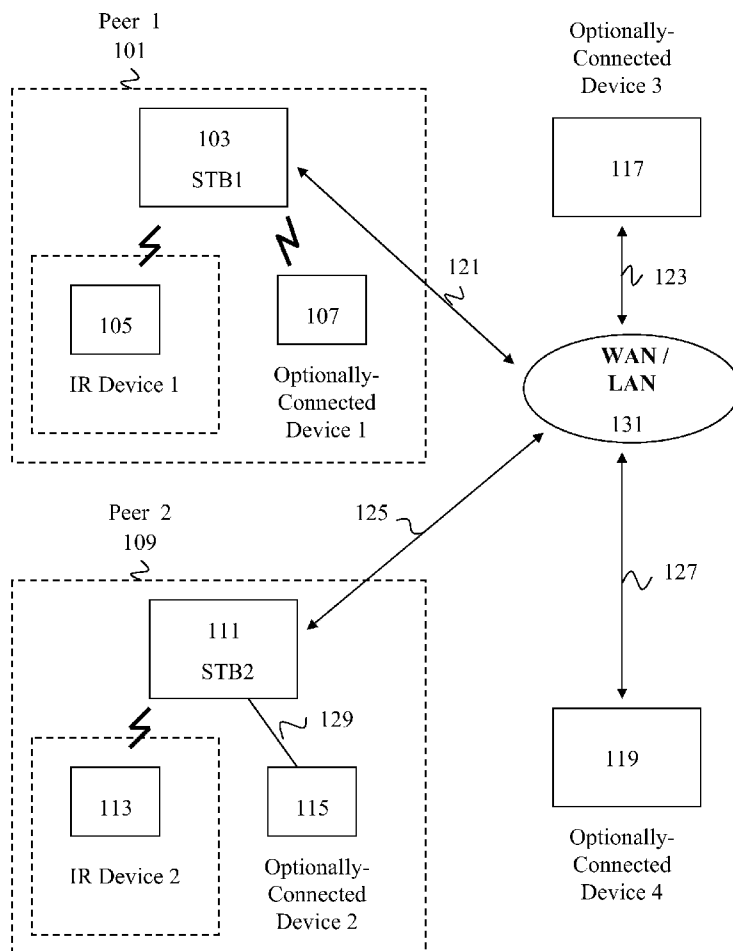 Peer 1
101
103
STB1
105
IR Device 1
107
Optionally-
Connected
Device 1
Optionally-
Connected
Device 3
117
121
123
WAN /
LAN
131
125
127
Peer 2
109
111
STB2
129
113
IR Device 2
115
Optionally-
Connected
Device 2
119
Optionally-
Connected
Device 4